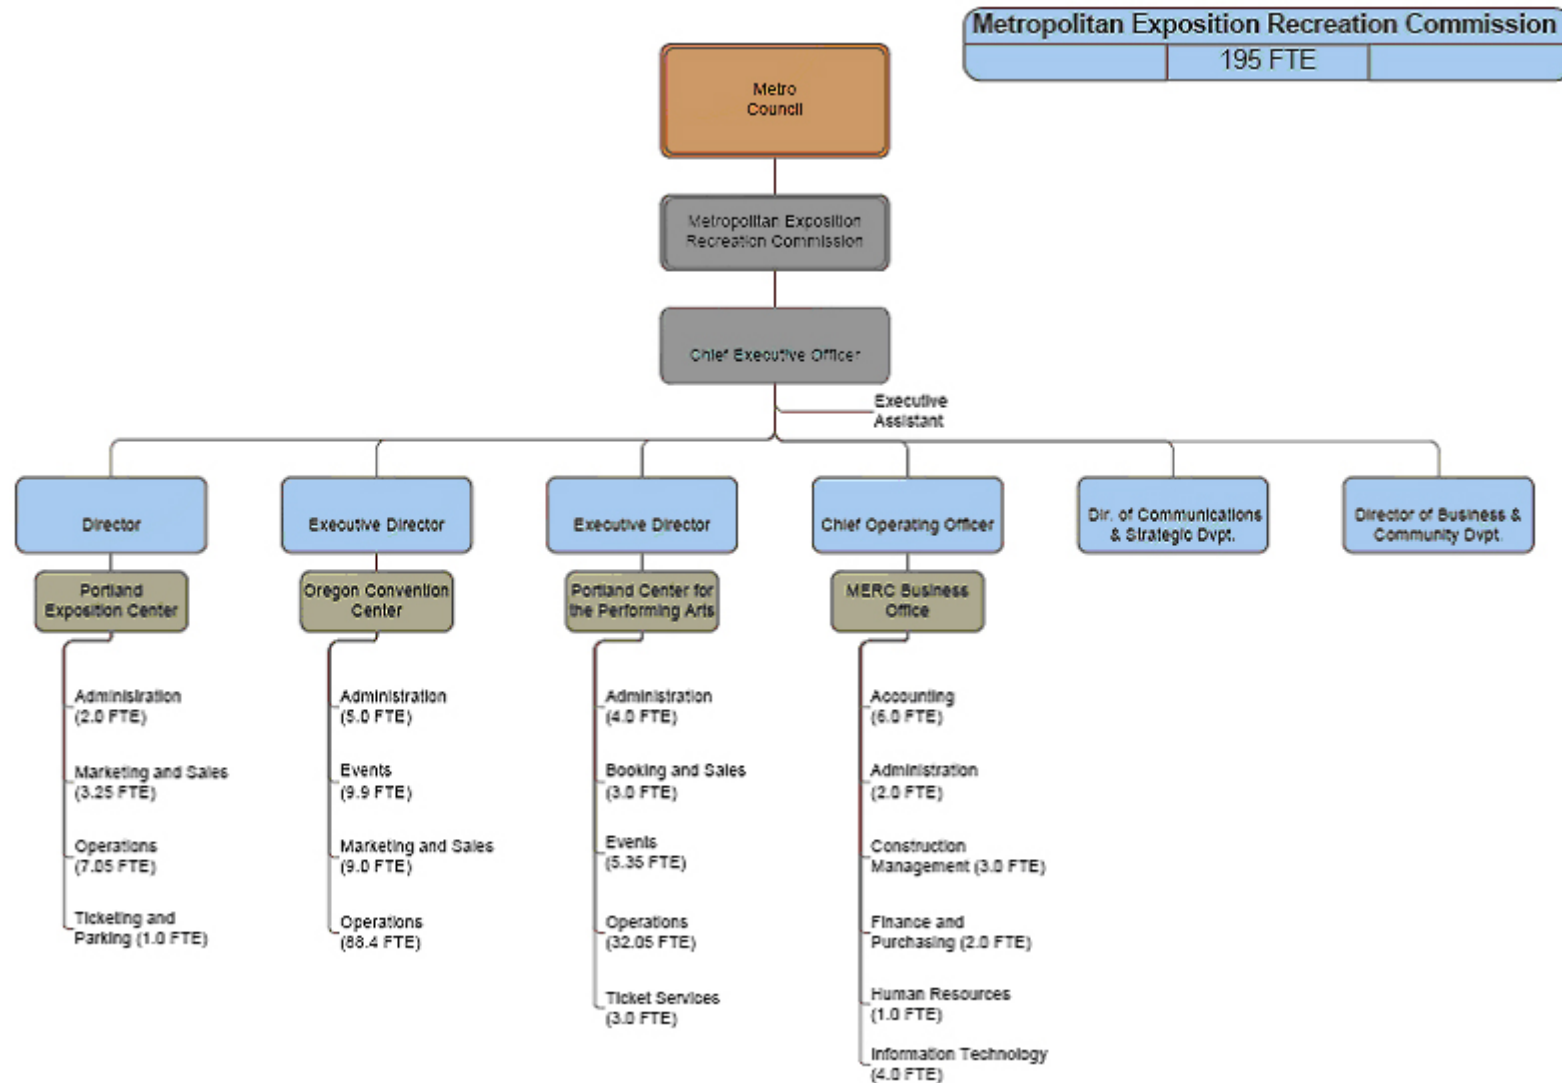 Metropolitan Exposition Recreation Commission
195 FTE
Metro
Council
Metropolitan Exposition
Recreation Commission
Chief Executive Officer
Executive
Assistant
Director
Portland
Exposition Center
Administration
(2.0 FTE)
Marketing and Sales
(3.25 FTE)
Operations
(7.05 FTE)
Ticketing and
Parking (1.0 FTE)
Executive Director
Oregon Convention
Center
Administration
(5.0 FTE)
Events
(9.9 FTE)
Marketing and Sales
(9.0 FTE)
Operations
(88.4 FTE)
Executive Director
Portland Center for
the Performing Arts
Administration
(4.0 FTE)
Booking and Sales
(3.0 FTE)
Events
(5.35 FTE)
Operations
(32.05 FTE)
Ticket Services
(3.0 FTE)
Chief Operating Officer
MERC Business
Office
Accounting
(6.0 FTE)
Administration
(2.0 FTE)
Construction
Management (3.0 FTE)
Finance and
Purchasing (2.0 FTE)
Human Resources
(1.0 FTE)
Information Technology
(4.0 FTE)
Dir. of Communications
& Strategic Dvpt.
Director of Business &
Community Dvpt.